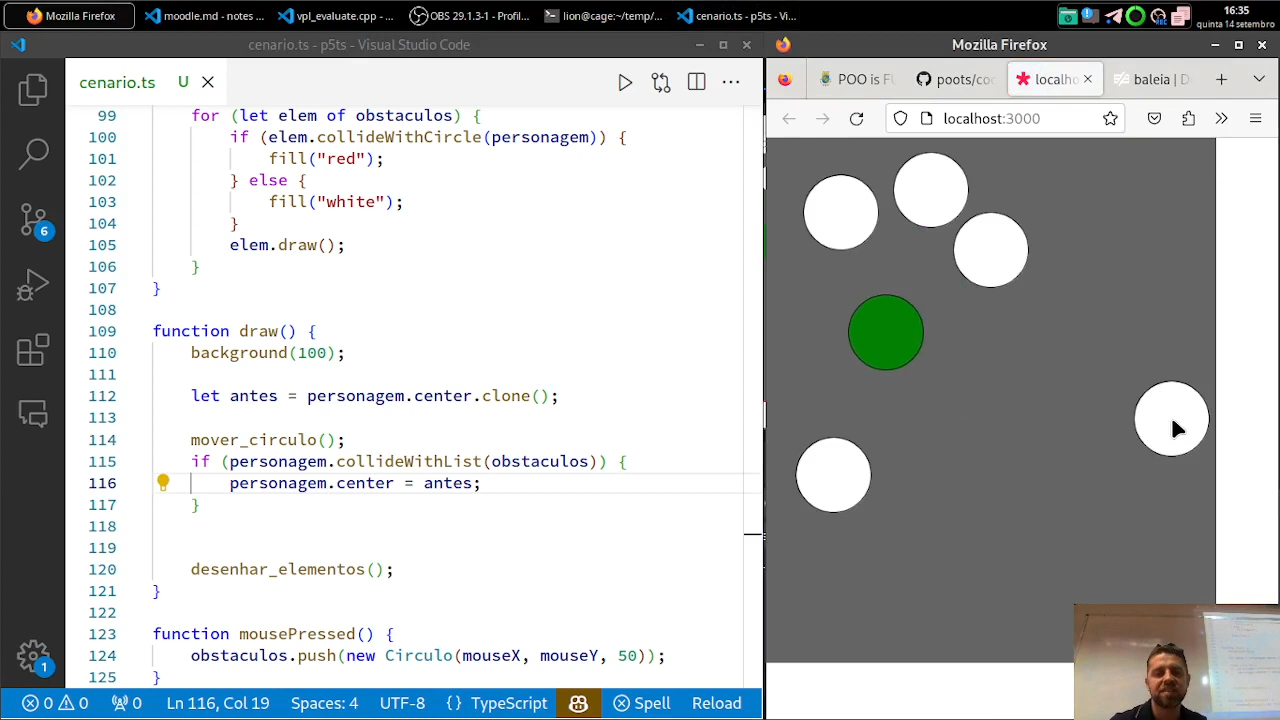 Mozilla Firefox
moodle.md - notes ...
vpl_evaluate.cpp - ...
OBS 29.1.3-1 - Profil...
lion@cage:~/temp/...
cenario.ts - p5ts - Vi...
16:35
quinta 14 setembro
cenario.ts - p5ts - Visual Studio Code
Mozilla Firefox
cenario.ts U
99 for (let elem of obstaculos) {
100 if (elem.collideWithCircle(personagem)) {
101 fill("red");
102 } else {
103 fill("white");
104 }
105 elem.draw();
106 }
107 }
108
109 function draw() {
110 background(100);
111
112 let antes = personagem.center.clone();
113
114 mover_circulo();
115 if (personagem.collideWithList(obstaculos)) {
116 personagem.center = antes;
117 }
118
119
120 desenhar_elementos();
121 }
122
123 function mousePressed() {
124 obstaculos.push(new Circulo(mouseX, mouseY, 50));
125 }
6
1
0 0 0 Ln 116, Col 19 Spaces: 4 UTF-8 {} TypeScript Spell Reload
POO is FU
poots/coc
localho
baleia | D
localhost:3000